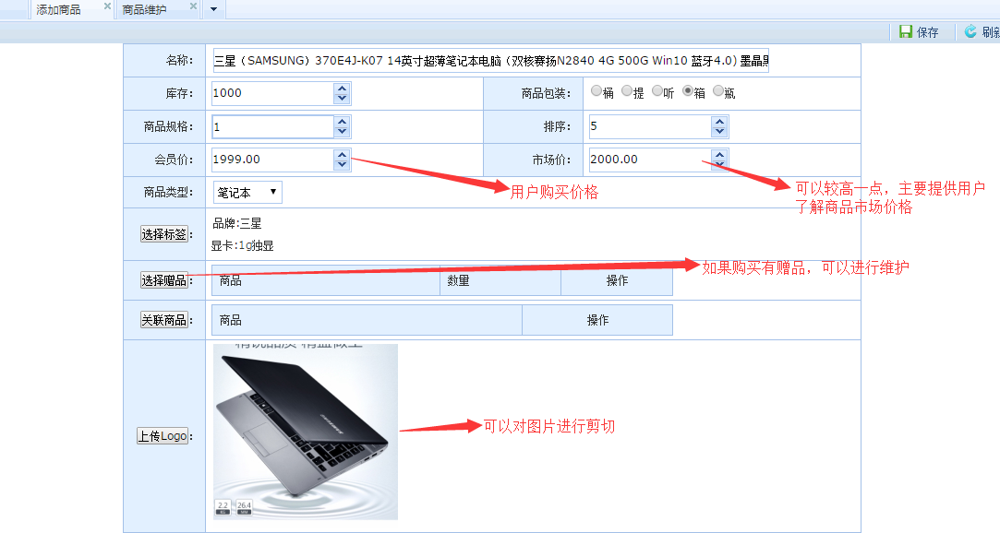 添加商品 商品维护
保存 刷新
名称: 三星（SAMSUNG）370E4J-K07 14英寸超薄笔记本电脑（双核赛扬N2840 4G 500G Win10 蓝牙4.0) 墨晶黑
库存: 1000 商品包装: 桶 提 听 箱 瓶
商品规格: 1 排序: 5
会员价: 1999.00 市场价: 2000.00
商品类型: 笔记本 用户购买价格 可以较高一点，主要提供用户
了解商品市场价格
品牌:三星
选择标签:
显卡:1g独显
选择赠品: 商品 数量 操作 如果购买有赠品，可以进行维护
关联商品: 商品 操作
上传Logo: 可以对图片进行剪切
2.2 26.4